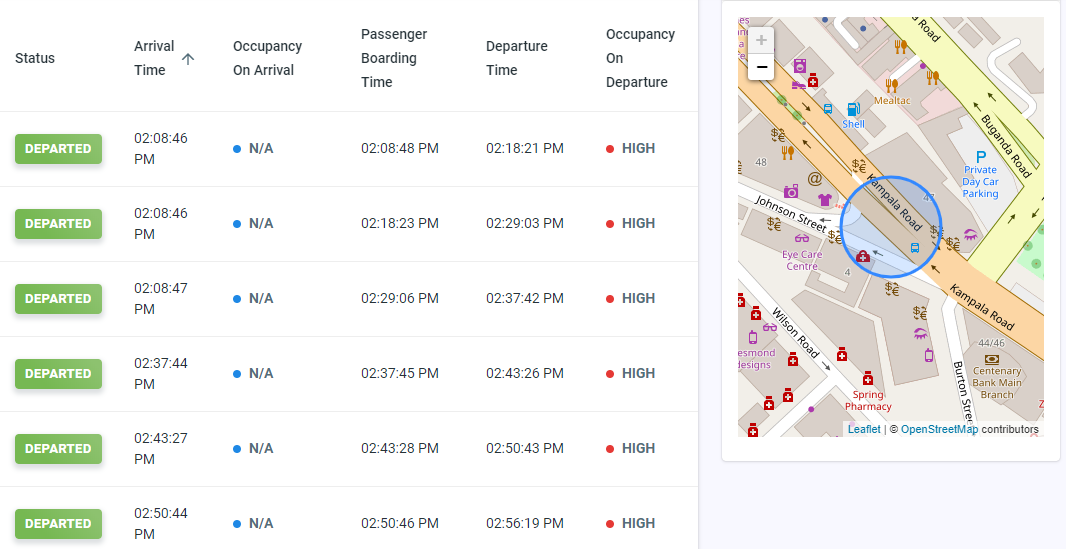 Status
Arrival
Time
Occupancy
On Arrival
Passenger
Boarding
Time
Departure
Time
Occupancy
On
Departure
DEPARTED
02:08:46
PM
N/A
02:08:48 PM
02:18:21 PM
HIGH
DEPARTED
02:08:46
PM
N/A
02:18:23 PM
02:29:03 PM
HIGH
DEPARTED
02:08:47
PM
N/A
02:29:06 PM
02:37:42 PM
HIGH
DEPARTED
02:37:44
PM
N/A
02:37:45 PM
02:43:26 PM
HIGH
DEPARTED
02:43:27
PM
N/A
02:43:28 PM
02:50:43 PM
HIGH
DEPARTED
02:50:44
PM
N/A
02:50:46 PM
02:56:19 PM
HIGH
+
−
Road
Mealtac
Shell
Buganda Road
Private
Day Car
Parking
48
@
Kampala Road
47
Johnson Street
Eye Care
Centre
4
Kampala Road
Wilson Road
44/46
esmond
designs
Centenary
Bank Main
Branch
Burton Stree
Spring
Pharmacy
Leaflet | © OpenStreetMap contributors